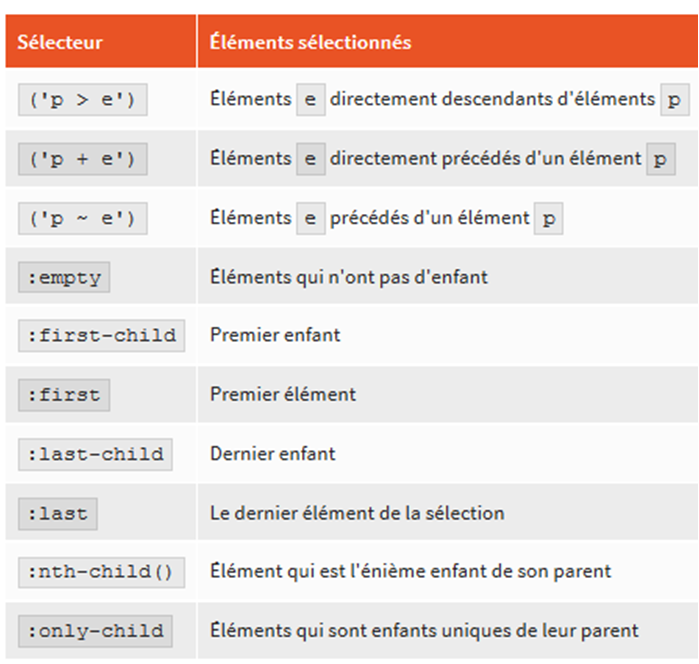 Sélecteur Éléments sélectionnés
('p > e') Éléments e directement descendants d'éléments p
('p + e') Éléments e directement précédés d'un élément p
('p ~ e') Éléments e précédés d'un élément p
:empty Éléments qui n'ont pas d'enfant
:first-child Premier enfant
:first Premier élément
:last-child Dernier enfant
:last Le dernier élément de la sélection
:nth-child() Élément qui est l'énième enfant de son parent
:only-child Éléments qui sont enfants uniques de leur parent